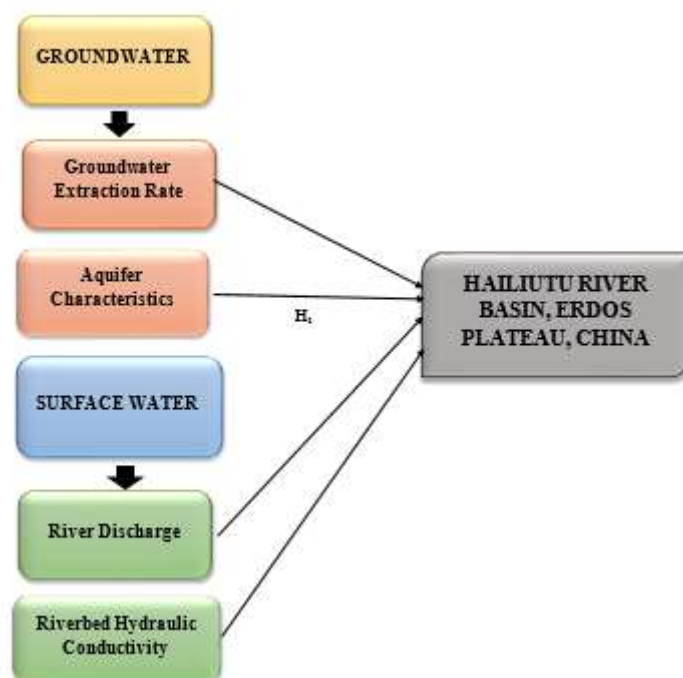 GROUNDWATER
Groundwater
Extraction Rate
Aquifer
Characteristics
H₁
HAILIUTU RIVER
BASIN, ERDOS
PLATEAU, CHINA
SURFACE WATER
River Discharge
Riverbed Hydraulic
Conductivity